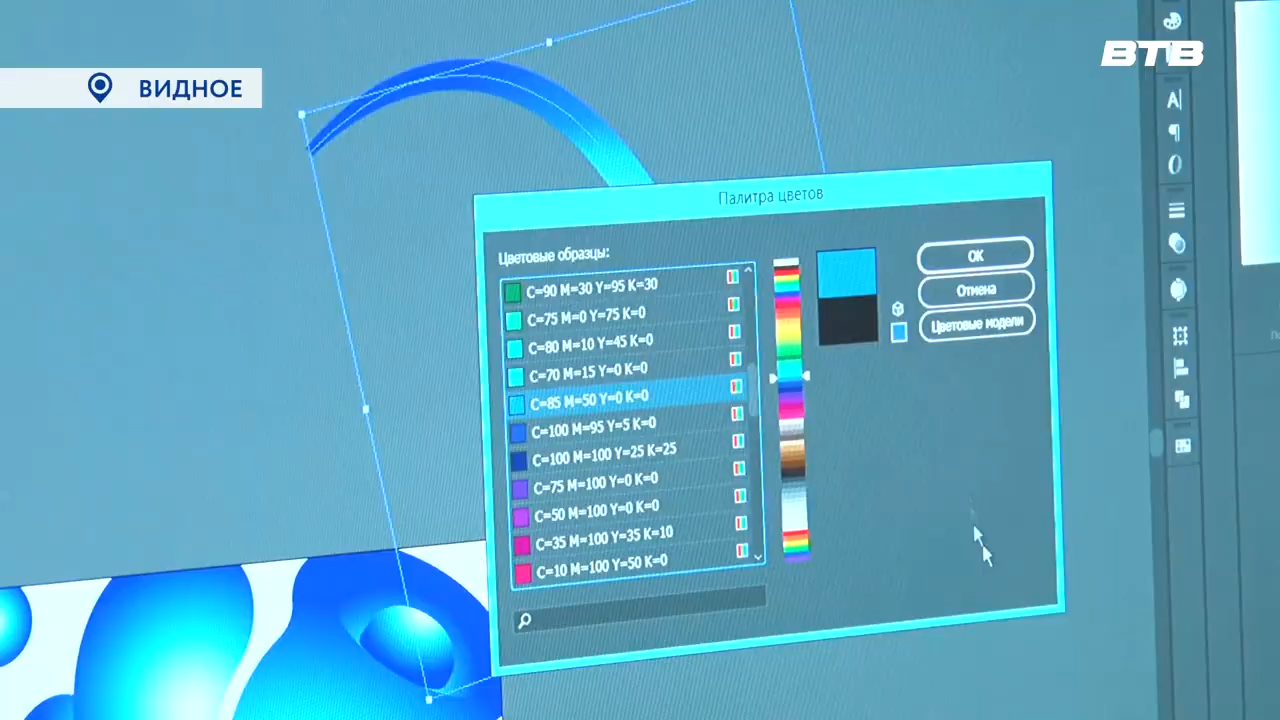 ВТВ
ВИДНОЕ
Палитра цветов
Цветовые образцы:
C=90 M=30 Y=95 K=30
C=75 M=0 Y=75 K=0
C=80 M=10 Y=45 K=0
C=70 M=15 Y=0 K=0
C=85 M=50 Y=0 K=0
C=100 M=95 Y=5 K=0
C=100 M=100 Y=25 K=25
C=75 M=100 Y=0 K=0
C=50 M=100 Y=0 K=0
C=35 M=100 Y=35 K=10
C=10 M=100 Y=50 K=0
ОК
Отмена
Цветовые модели